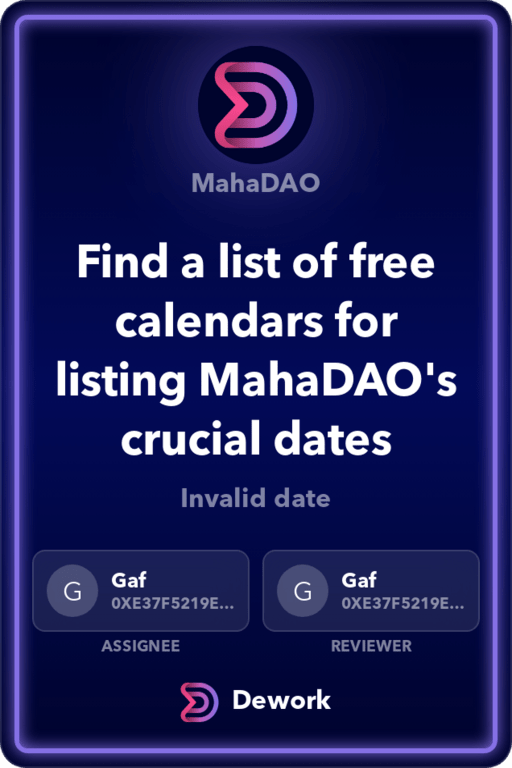 MahaDAO
Find a list of free
calendars for
listing MahaDAO's
crucial dates
Invalid date
G
Gaf
0XE37F5219E...
G
Gaf
0XE37F5219E...
ASSIGNEE
REVIEWER
Dework